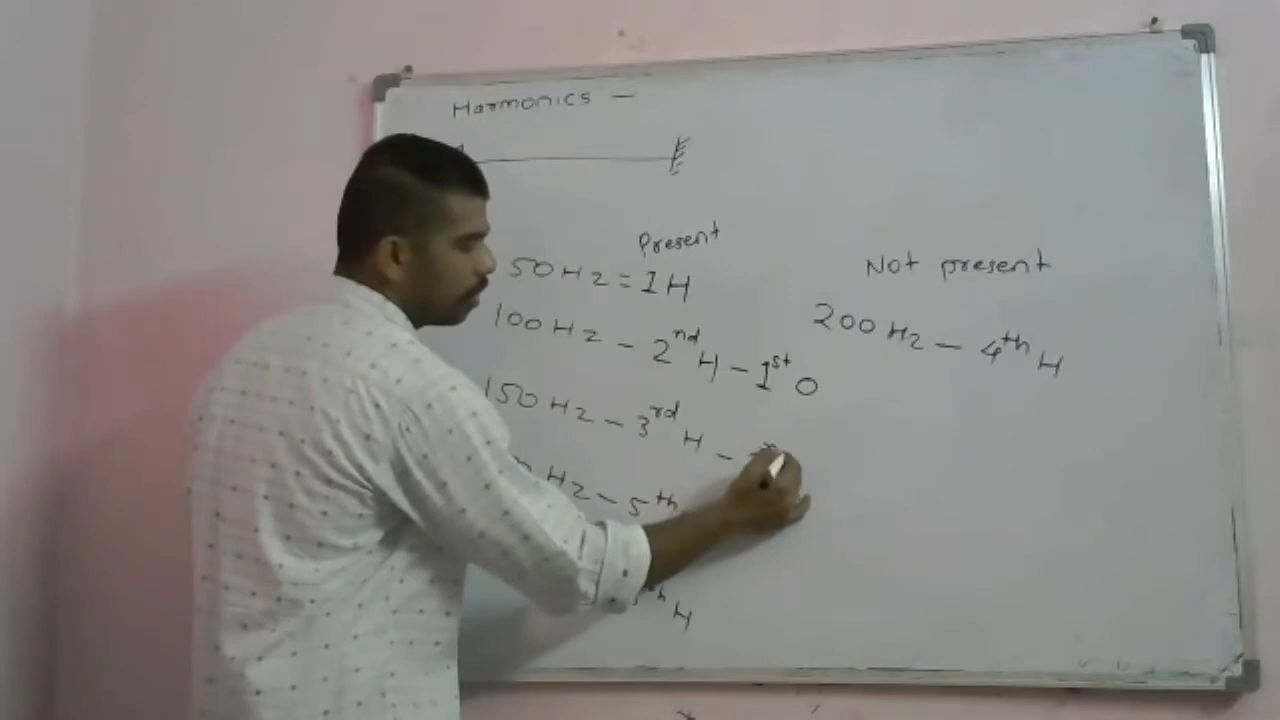 Harmonics —
Present
50 Hz = 1 H
100 Hz — 2nd H — 1st O
150 Hz — 3rd H —
Hz — 5th
th H
Not present
200 Hz — 4th H